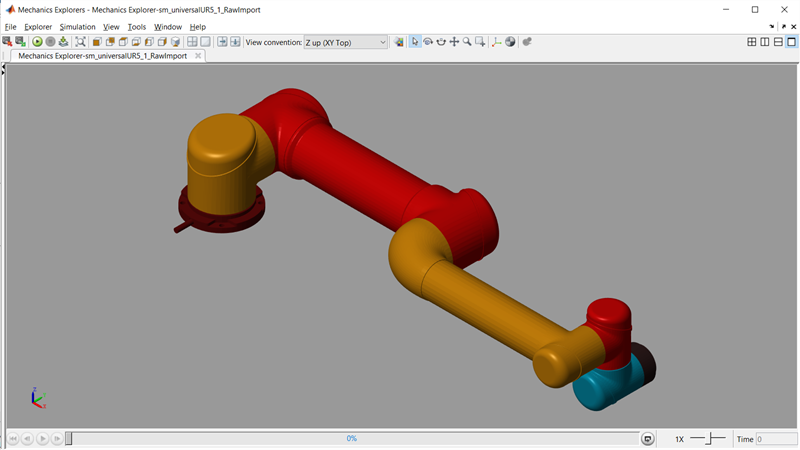 Mechanics Explorers - Mechanics Explorer-sm_universalUR5_1_RawImport
File Explorer Simulation View Tools Window Help
View convention: Z up (XY Top)
Mechanics Explorer-sm_universalUR5_1_RawImport
Z
Y
X
0%
1X
Time 0